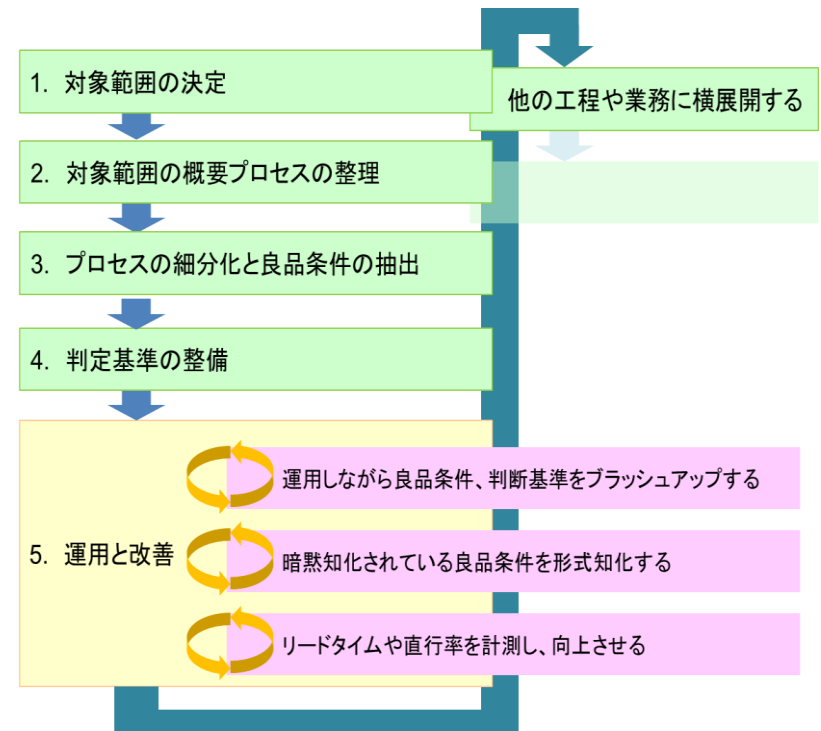 1. 対象範囲の決定
2. 対象範囲の概要プロセスの整理
3. プロセスの細分化と良品条件の抽出
4. 判定基準の整備
5. 運用と改善
運用しながら良品条件、判断基準をブラッシュアップする
暗黙知化されている良品条件を形式知化する
リードタイムや直行率を計測し、向上させる
他の工程や業務に横展開する